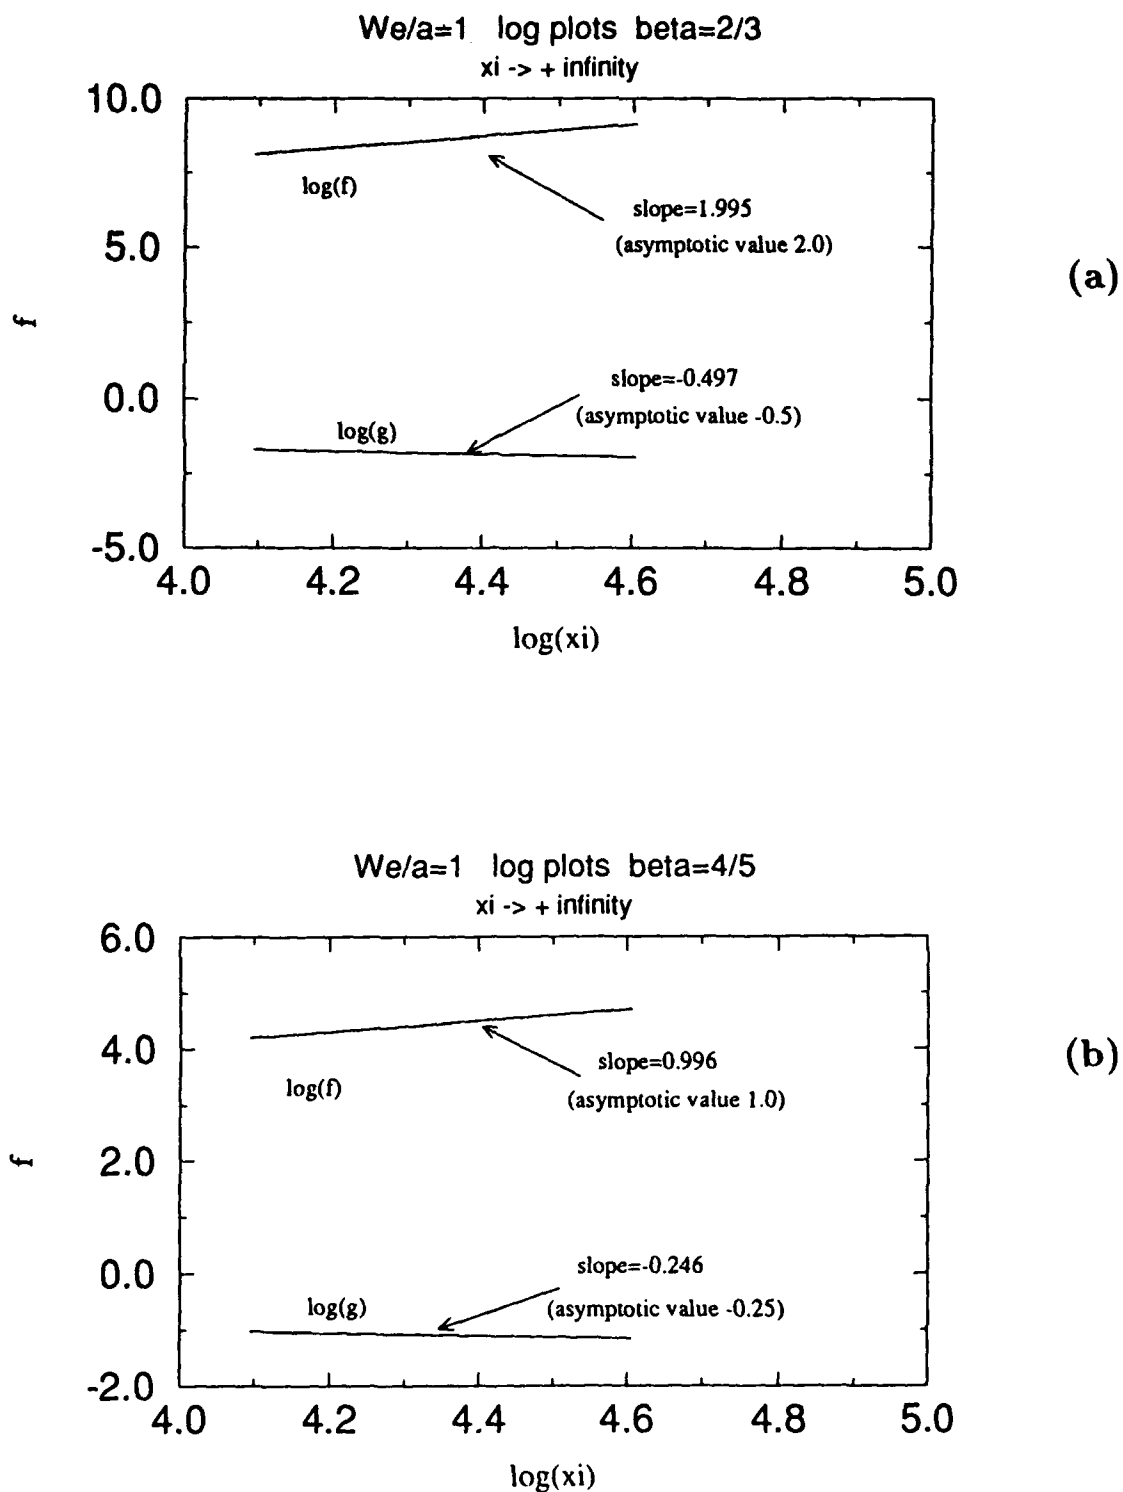 We/a=1 log plots beta=2/3
xi -> + infinity
10.0
log(f)
slope=1.995
(asymptotic value 2.0)
5.0
(a)
f
slope=-0.497
0.0
(asymptotic value -0.5)
log(g)
-5.0
4.0 4.2 4.4 4.6 4.8 5.0
log(xi)
We/a=1 log plots beta=4/5
xi -> + infinity
6.0
4.0
(b)
slope=0.996
log(f)
(asymptotic value 1.0)
f
2.0
0.0
slope=-0.246
log(g)
(asymptotic value -0.25)
-2.0
4.0 4.2 4.4 4.6 4.8 5.0
log(xi)